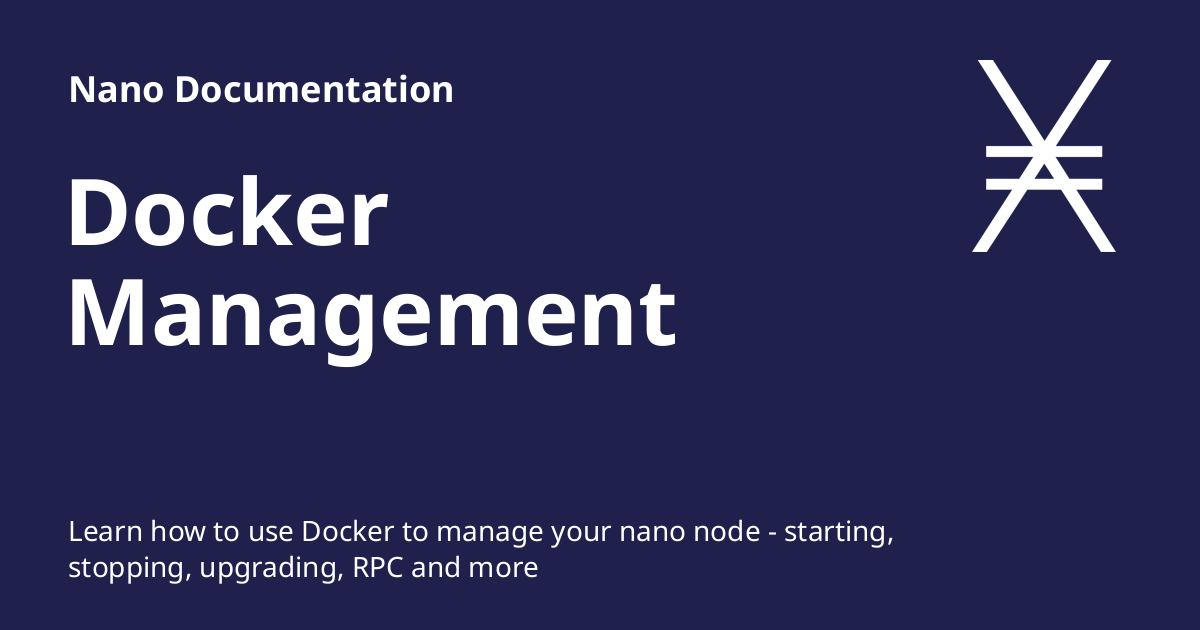 Nano Documentation
Docker
Management
Learn how to use Docker to manage your nano node - starting,
stopping, upgrading, RPC and more